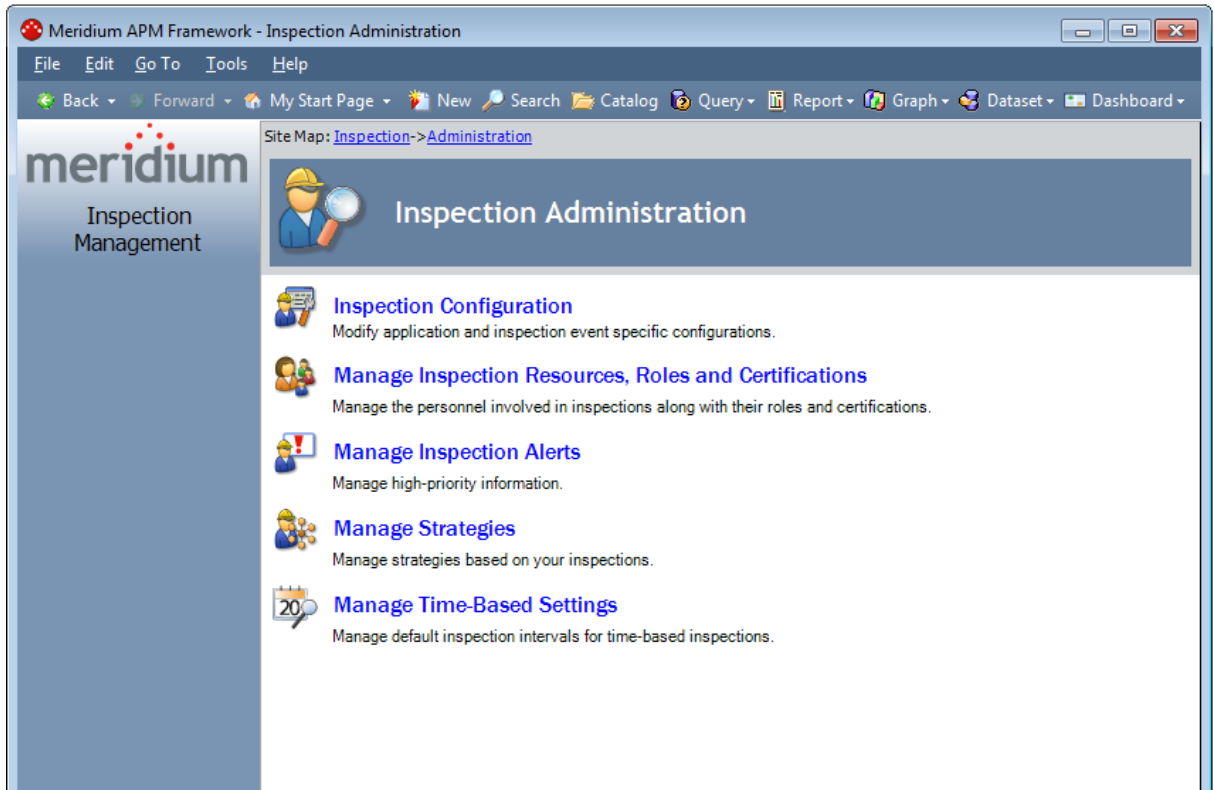 Meridium APM Framework - Inspection Administration
File Edit Go To Tools Help
Back Forward My Start Page New Search Catalog Query Report Graph Dataset Dashboard
meridium
Inspection
Management
Site Map: Inspection->Administration
Inspection Administration
Inspection Configuration
Modify application and inspection event specific configurations.
Manage Inspection Resources, Roles and Certifications
Manage the personnel involved in inspections along with their roles and certifications.
Manage Inspection Alerts
Manage high-priority information.
Manage Strategies
Manage strategies based on your inspections.
20
Manage Time-Based Settings
Manage default inspection intervals for time-based inspections.